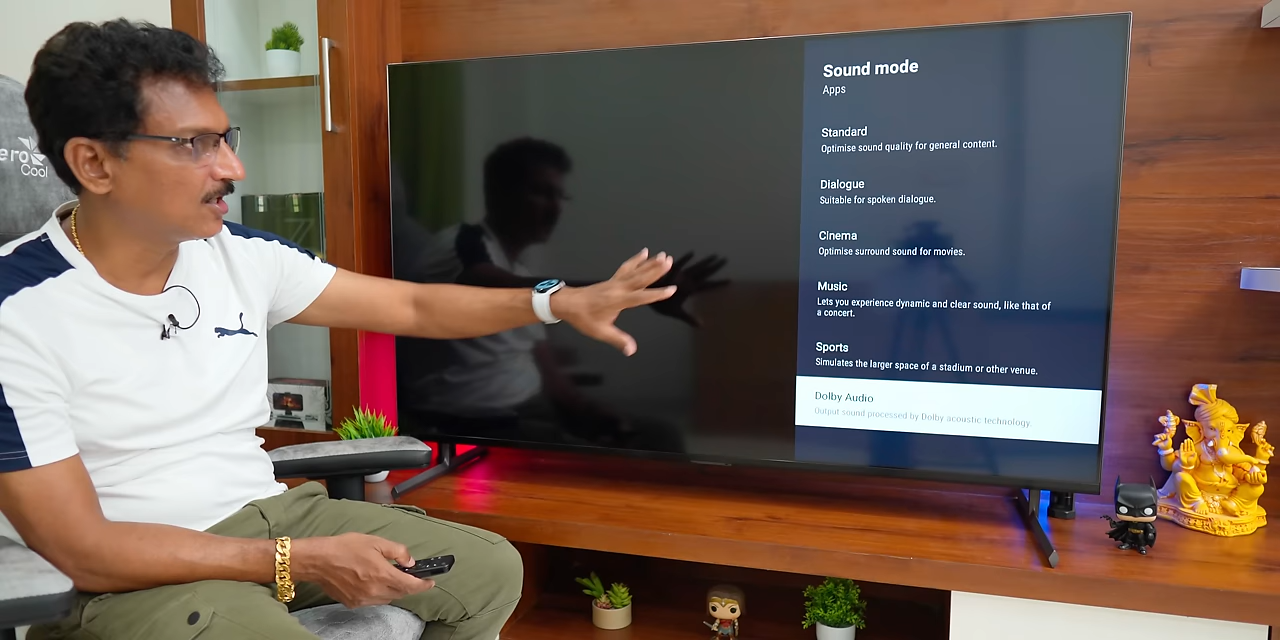 ero
Cool
Sound mode
Apps
Standard
Optimise sound quality for general content.
Dialogue
Suitable for spoken dialogue.
Cinema
Optimise surround sound for movies.
Music
Lets you experience dynamic and clear sound, like that of
a concert.
Sports
Simulates the larger space of a stadium or other venue.
Dolby Audio
Output sound processed by Dolby acoustic technology.